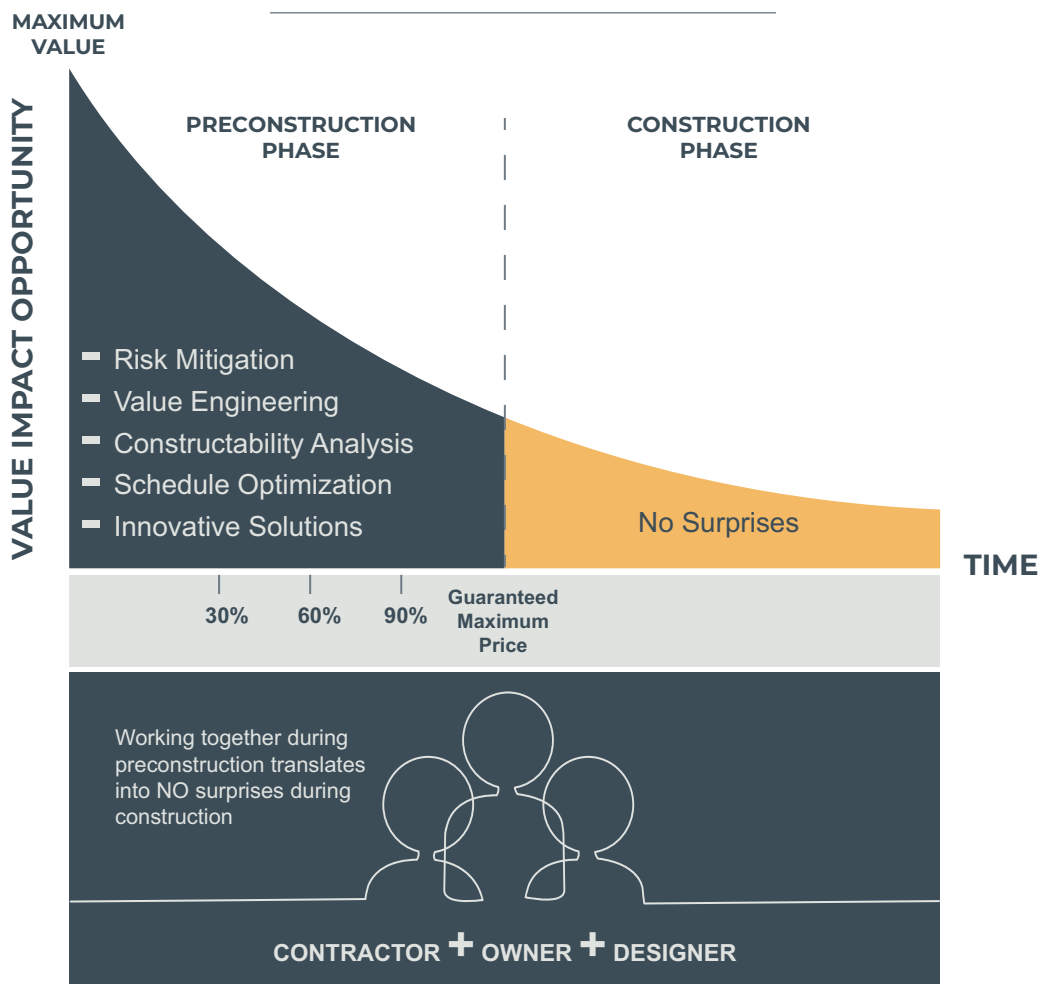 MAXIMUM
VALUE
VALUE IMPACT OPPORTUNITY
PRECONSTRUCTION
PHASE
CONSTRUCTION
PHASE
Risk Mitigation
Value Engineering
Constructability Analysis
Schedule Optimization
Innovative Solutions
No Surprises
TIME
30%
60%
90%
Guaranteed
Maximum
Price
Working together during
preconstruction translates
into NO surprises during
construction
CONTRACTOR + OWNER + DESIGNER